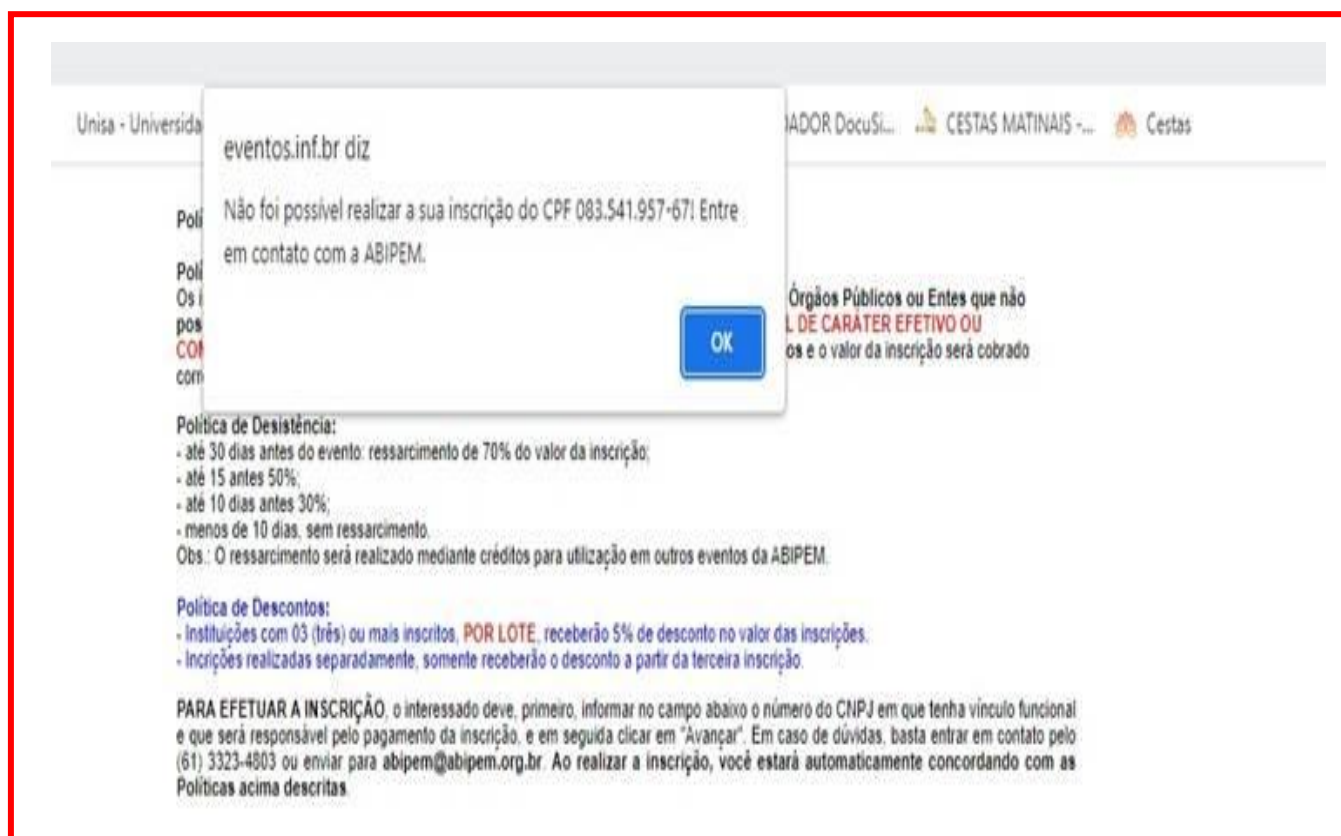 Unisa - Universida
IADOR DocuSi...
CESTAS MATINAIS -...
Cestas
eventos.inf.br diz
Não foi possível realizar a sua inscrição do CPF 083.541.957-67! Entre
em contato com a ABIPEM.
OK
Polí
Polí
Os i Órgãos Públicos ou Entes que não
pos L DE CARÁTER EFETIVO OU
CON os e o valor da inscrição será cobrado
com
Política de Desistência:
- até 30 dias antes do evento: ressarcimento de 70% do valor da inscrição;
- até 15 antes 50%;
- até 10 dias antes 30%;
- menos de 10 dias, sem ressarcimento.
Obs.: O ressarcimento será realizado mediante créditos para utilização em outros eventos da ABIPEM.
Política de Descontos:
- Instituições com 03 (três) ou mais inscritos, POR LOTE, receberão 5% de desconto no valor das inscrições.
- Incrições realizadas separadamente, somente receberão o desconto a partir da terceira inscrição.
PARA EFETUAR A INSCRIÇÃO, o interessado deve, primeiro, informar no campo abaixo o número do CNPJ em que tenha vínculo funcional
e que será responsável pelo pagamento da inscrição, e em seguida clicar em "Avançar". Em caso de dúvidas, basta entrar em contato pelo
(61) 3323-4803 ou enviar para abipem@abipem.org.br. Ao realizar a inscrição, você estará automaticamente concordando com as
Políticas acima descritas.